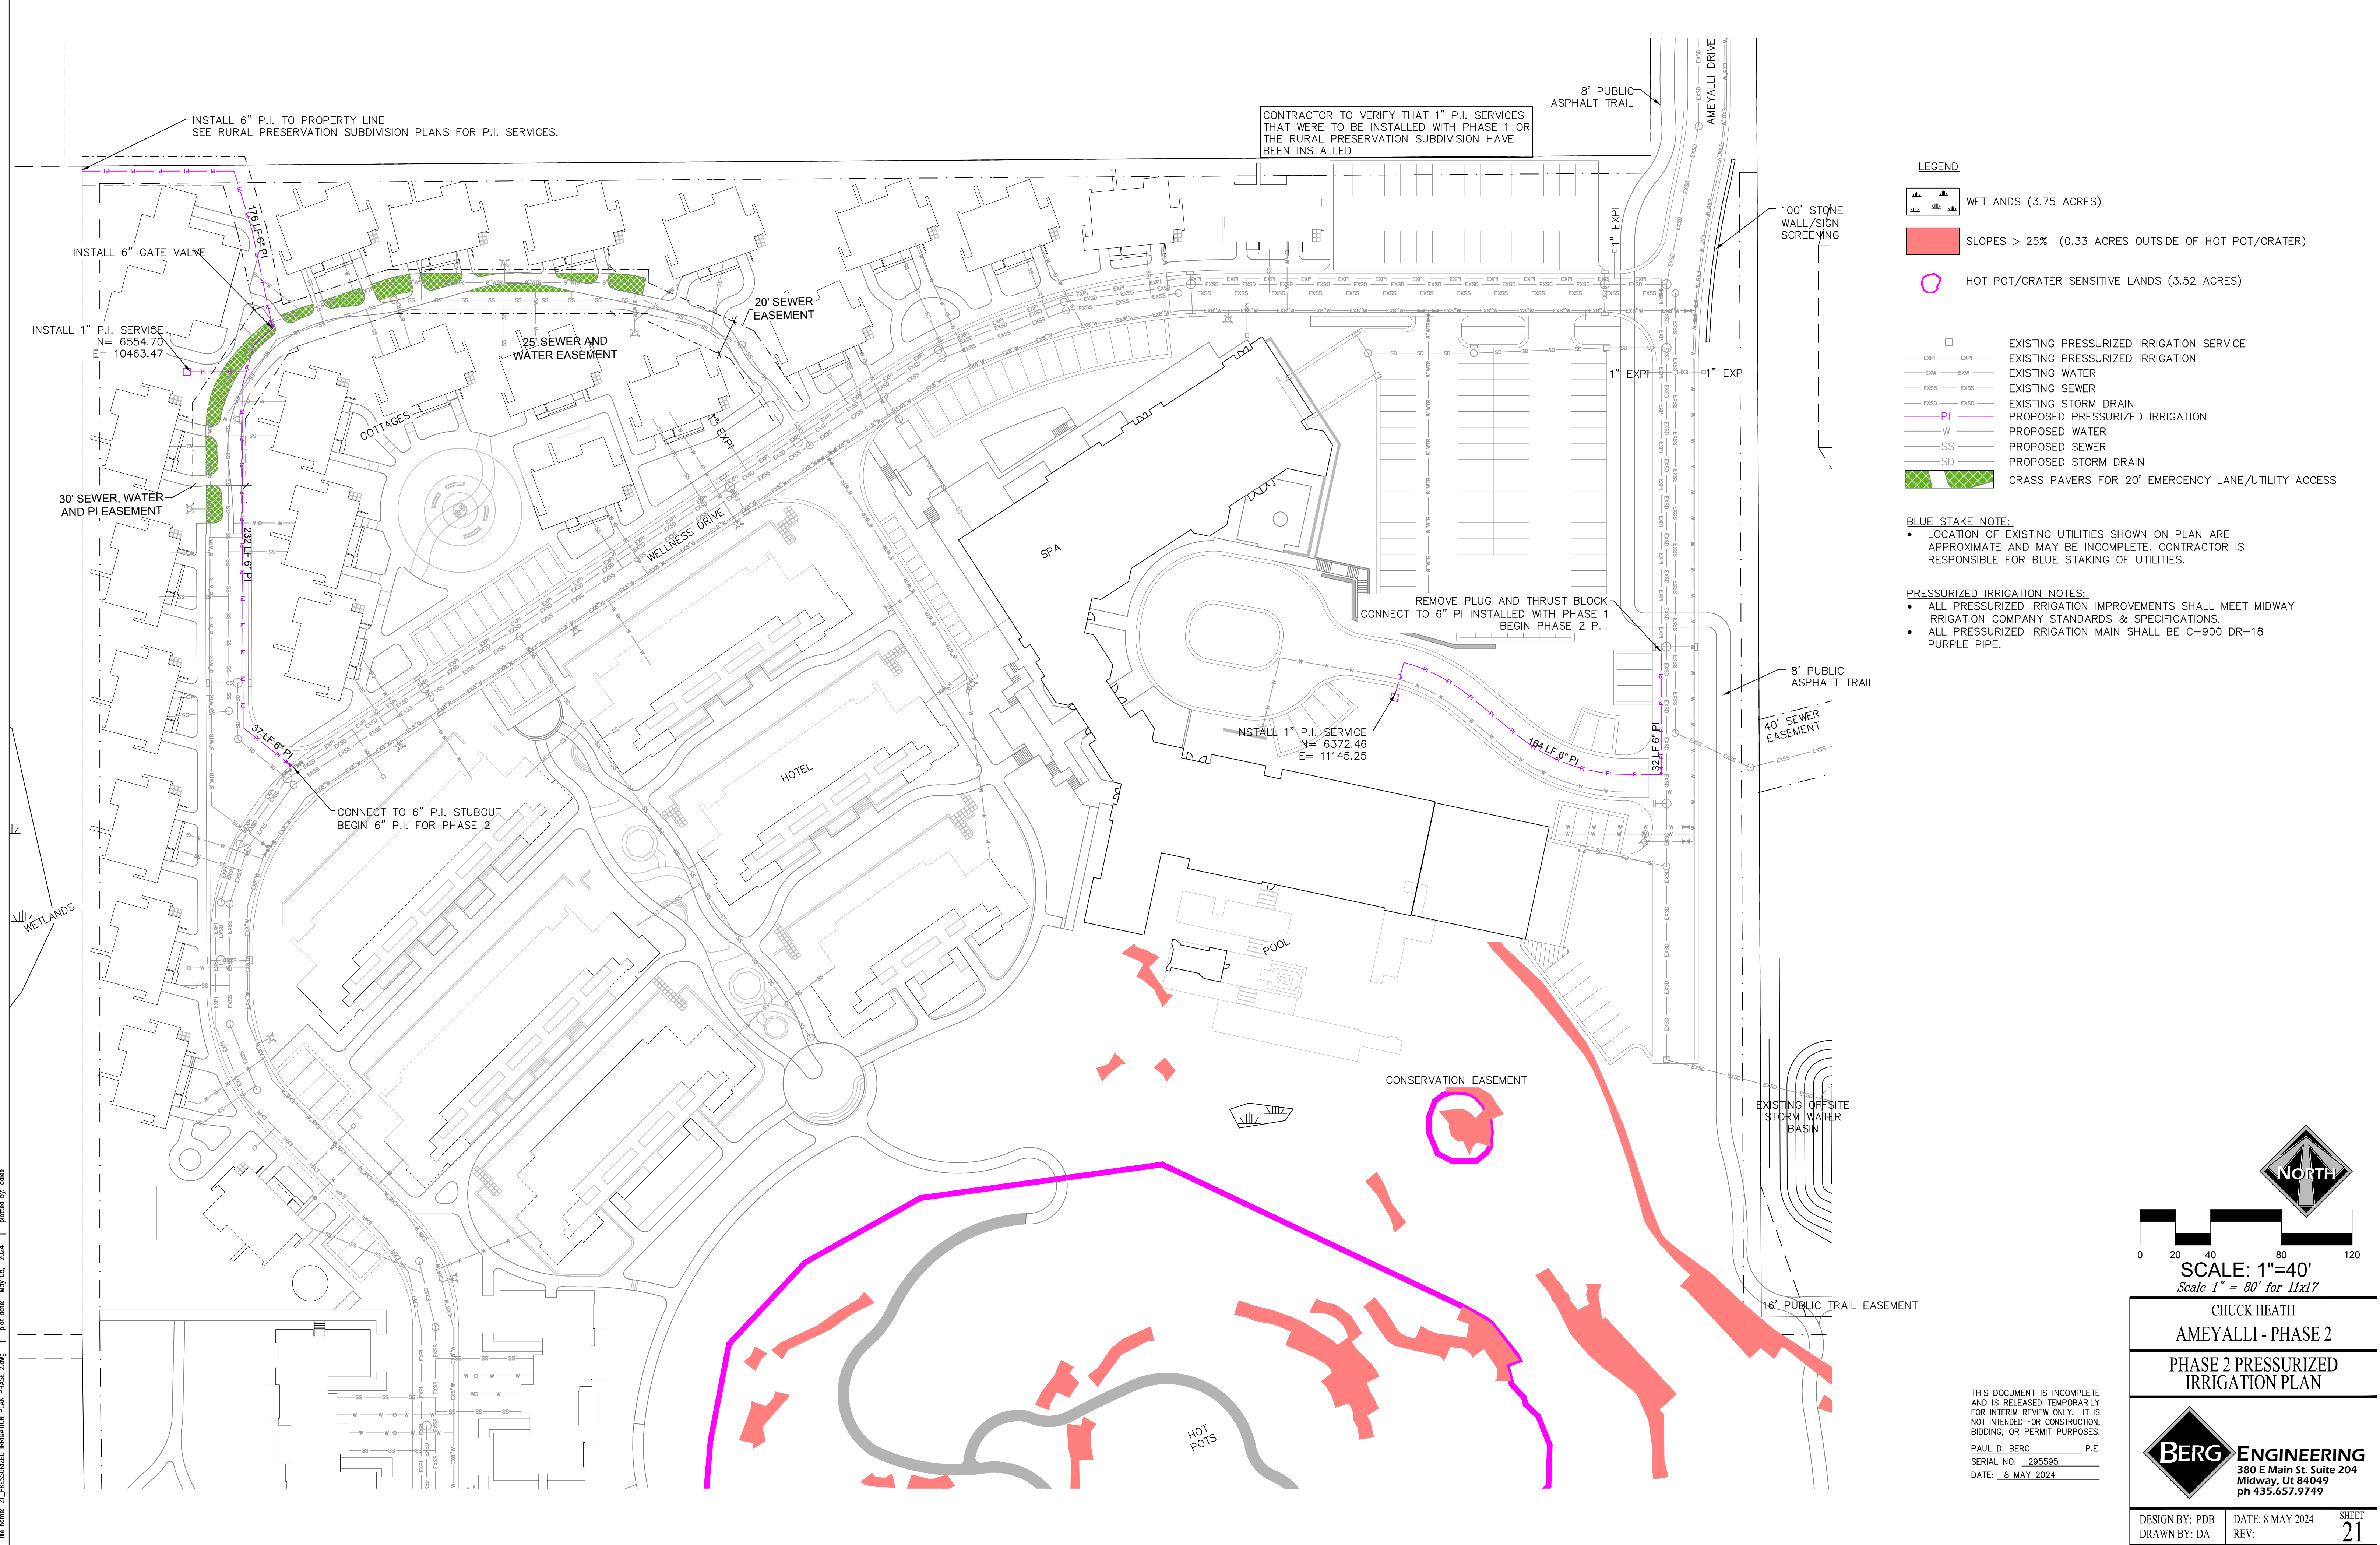 INSTALL 6" P.I. TO PROPERTY LINE
SEE RURAL PRESERVATION SUBDIVISION PLANS FOR P.I. SERVICES.
CONTRACTOR TO VERIFY THAT 1" P.I. SERVICES
THAT WERE TO BE INSTALLED WITH PHASE 1 OR
THE RURAL PRESERVATION SUBDIVISION HAVE
BEEN INSTALLED
8' PUBLIC
ASPHALT TRAIL
AMEYALLI DRIVE
100' STONE
WALL/SIGN
SCREENING
1" EXPI
176 LF 6" PI
INSTALL 6" GATE VALVE
INSTALL 1" P.I. SERVICE
N= 6554.70
E= 10463.47
20' SEWER
EASEMENT
25' SEWER AND
WATER EASEMENT
COTTAGES
1" EXPI
1" EXPI
1" EXPI
30' SEWER, WATER
AND PI EASEMENT
232 LF 6" PI
WELLNESS DRIVE
SPA
REMOVE PLUG AND THRUST BLOCK
CONNECT TO 6" PI INSTALLED WITH PHASE 1
BEGIN PHASE 2 P.I.
8' PUBLIC
ASPHALT TRAIL
40' SEWER
EASEMENT
37 LF 6" PI
INSTALL 1" P.I. SERVICE
N= 6372.46
E= 11145.25
164 LF 6" PI
32 LF 6" PI
HOTEL
CONNECT TO 6" P.I. STUBOUT
BEGIN 6" P.I. FOR PHASE 2
WETLANDS
POOL
CONSERVATION EASEMENT
EXISTING OFFSITE
STORM WATER
BASIN
16' PUBLIC TRAIL EASEMENT
HOT
POTS
LEGEND
WETLANDS (3.75 ACRES)
SLOPES > 25% (0.33 ACRES OUTSIDE OF HOT POT/CRATER)
HOT POT/CRATER SENSITIVE LANDS (3.52 ACRES)
EXISTING PRESSURIZED IRRIGATION SERVICE
EXPI EXPI EXISTING PRESSURIZED IRRIGATION
EXW EXW EXISTING WATER
EXSS EXSS EXISTING SEWER
EXSD EXSD EXISTING STORM DRAIN
PI PROPOSED PRESSURIZED IRRIGATION
W PROPOSED WATER
SS PROPOSED SEWER
SD PROPOSED STORM DRAIN
GRASS PAVERS FOR 20' EMERGENCY LANE/UTILITY ACCESS
BLUE STAKE NOTE:
• LOCATION OF EXISTING UTILITIES SHOWN ON PLAN ARE
APPROXIMATE AND MAY BE INCOMPLETE. CONTRACTOR IS
RESPONSIBLE FOR BLUE STAKING OF UTILITIES.
PRESSURIZED IRRIGATION NOTES:
• ALL PRESSURIZED IRRIGATION IMPROVEMENTS SHALL MEET MIDWAY
IRRIGATION COMPANY STANDARDS & SPECIFICATIONS.
• ALL PRESSURIZED IRRIGATION MAIN SHALL BE C-900 DR-18
PURPLE PIPE.
NORTH
0 20 40 80 120
SCALE: 1"=40'
Scale 1" = 80' for 11x17
CHUCK HEATH
AMEYALLI - PHASE 2
PHASE 2 PRESSURIZED
IRRIGATION PLAN
THIS DOCUMENT IS INCOMPLETE
AND IS RELEASED TEMPORARILY
FOR INTERIM REVIEW ONLY. IT IS
NOT INTENDED FOR CONSTRUCTION,
BIDDING, OR PERMIT PURPOSES.
PAUL D. BERG P.E.
SERIAL NO. 295595
DATE: 8 MAY 2024
BERG ENGINEERING
380 E Main St. Suite 204
Midway, Ut 84049
ph 435.657.9749
DESIGN BY: PDB
DRAWN BY: DA
DATE: 8 MAY 2024
REV:
SHEET
21